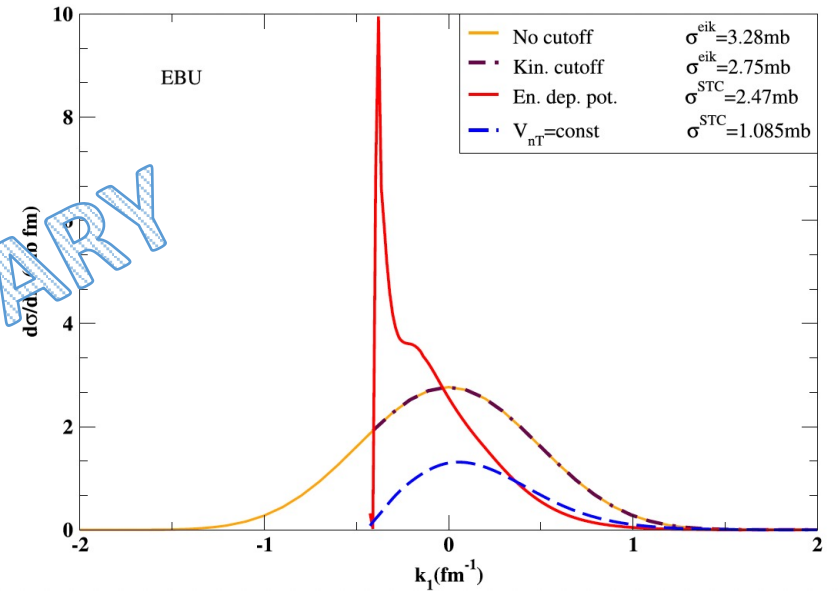 10
8
6
4
2
0
-2
-1
0
1
2
EBU
No cutoff σ^eik=3.28mb
Kin. cutoff σ^eik=2.75mb
En. dep. pot. σ^STC=2.47mb
V_nT=const σ^STC=1.085mb
ARY
k_1(fm^-1)